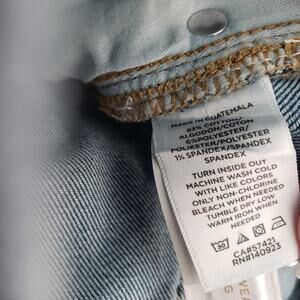 MADE IN GUATEMALA
93% COTTON/
ALGODON/COTON
6%POLYESTER/
POLIESTER/POLYESTER
1% SPANDEX/SPANDEX
SPANDEX
TURN INSIDE OUT
MACHINE WASH COLD
WITH LIKE COLORS
ONLY NON-CHLORINE
BLEACH WHEN NEEDED
TUMBLE DRY LOW
WARM IRON WHEN
NEEDED
CA#57421
RN#140923